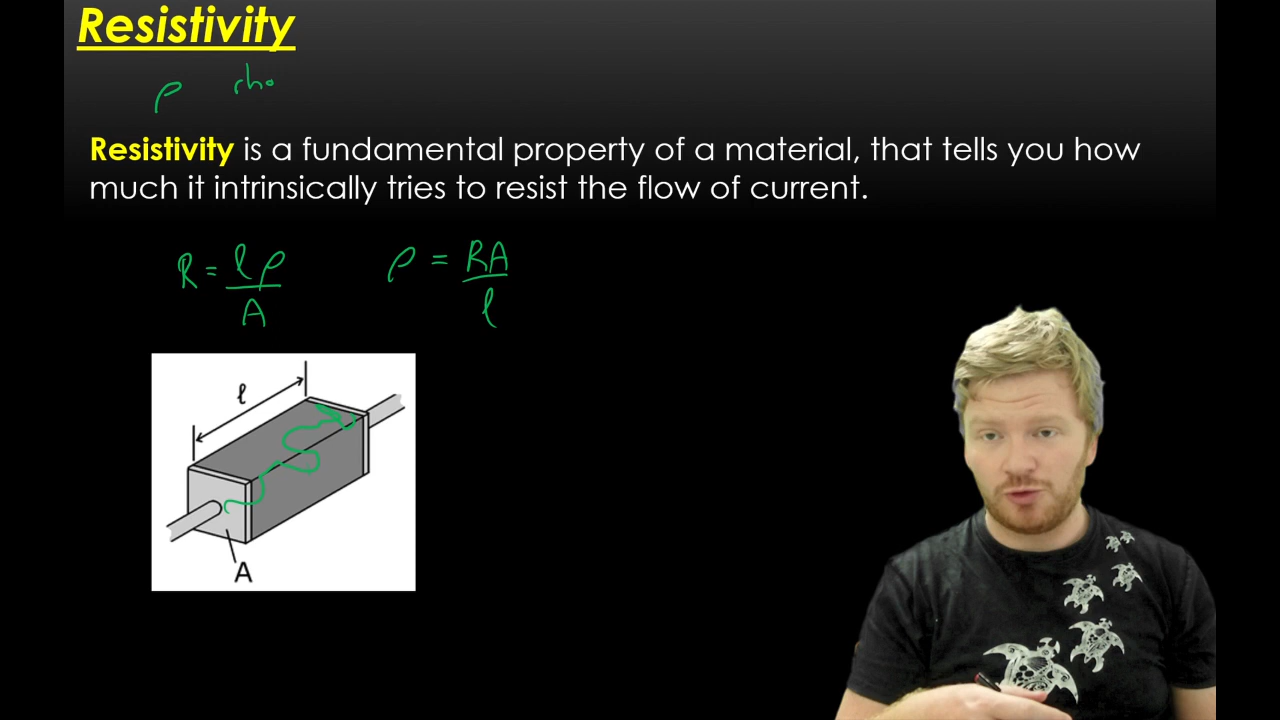 Resistivity
ρ rho
Resistivity is a fundamental property of a material, that tells you how
much it intrinsically tries to resist the flow of current.
R = ℓρ/A ρ = RA/ℓ
ℓ
A